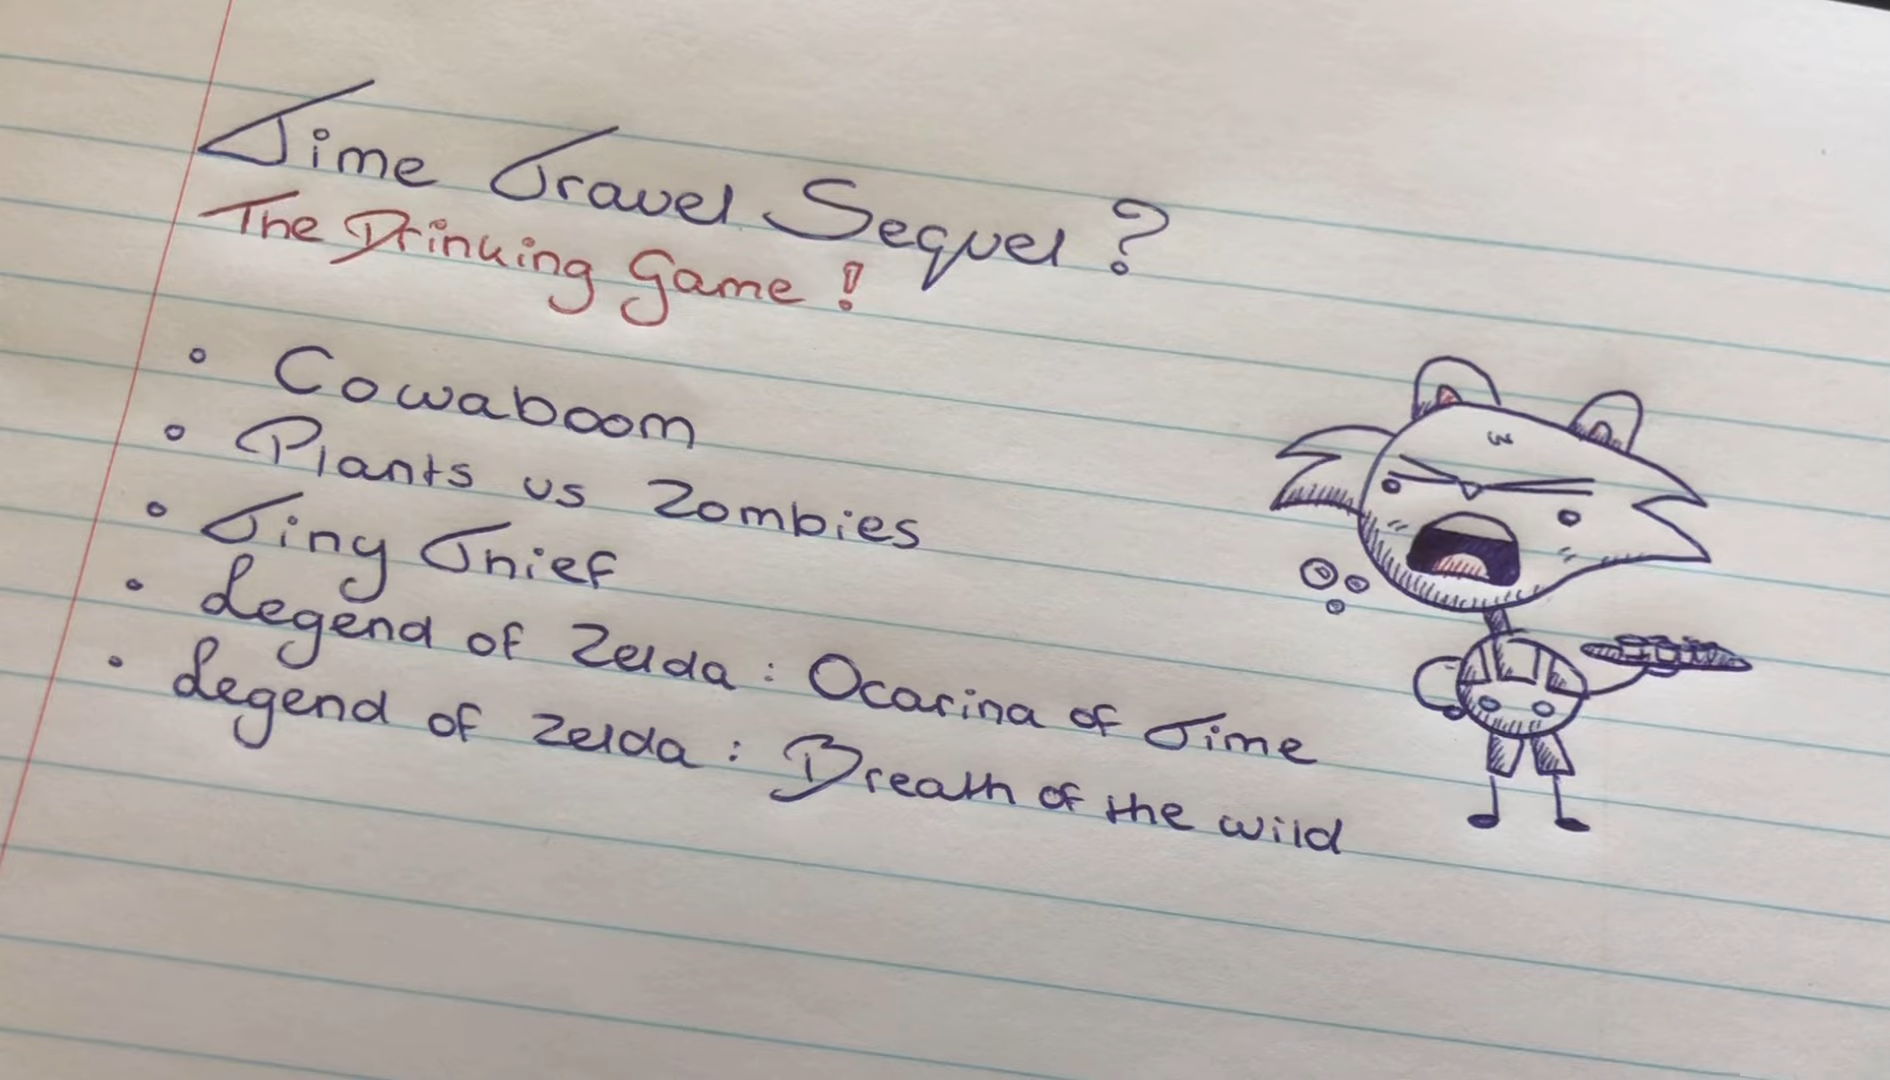 Time Travel Sequel ?
The Drinking Game !
• Cowaboom
• Plants vs Zombies
• Tiny Thief
• Legend of Zelda : Ocarina of Time
• Legend of Zelda : Breath of the wild